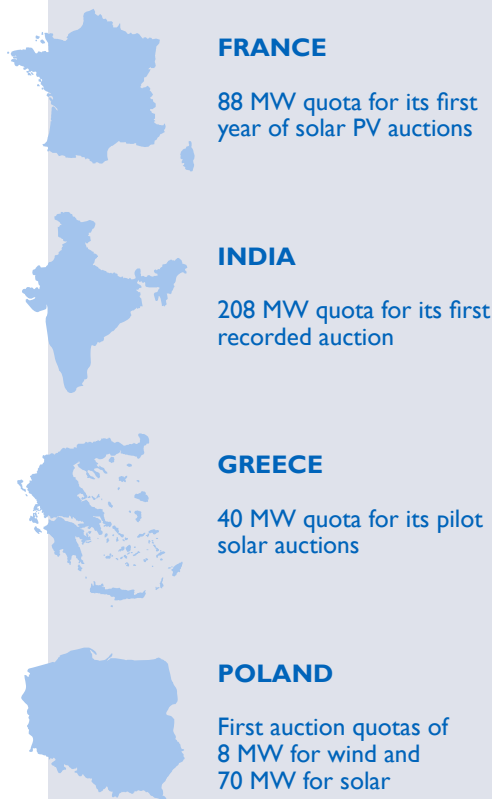 FRANCE
88 MW quota for its first
year of solar PV auctions
INDIA
208 MW quota for its first
recorded auction
GREECE
40 MW quota for its pilot
solar auctions
POLAND
First auction quotas of
8 MW for wind and
70 MW for solar